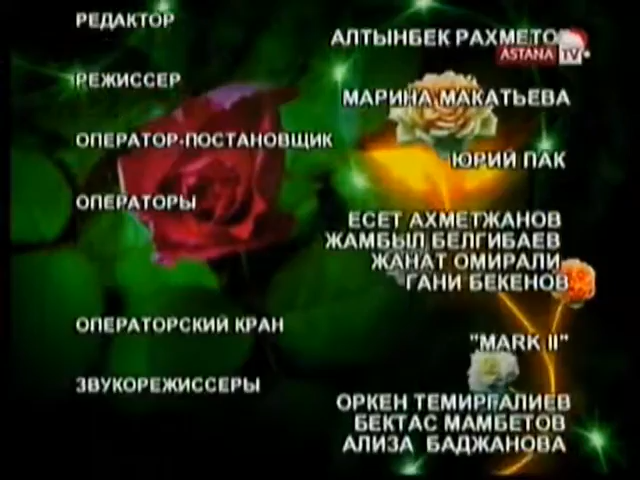 РЕДАКТОР
АЛТЫНБЕК
ASTANA TV
РЕЖИССЕР
МАРИНА МАКАТЬЕВА
ОПЕРАТОР-ПОСТАНОВЩИК
ЮРИЙ ПАК
ОПЕРАТОРЫ
ЕСЕТ АХМЕТЖАНОВ
ЖАМБЫЛ БЕЛГИБАЕВ
ЖАНАТ ОМИРАЛИ
ГАНИ БЕКЕНОВ
ОПЕРАТОРСКИЙ КРАН
"MARK II"
ЗВУКОРЕЖИССЕРЫ
ОРКЕН ТЕМИРГАЛИЕВ
БЕКТАС МАМБЕТОВ
АЛИЗА БАДЖАНОВА